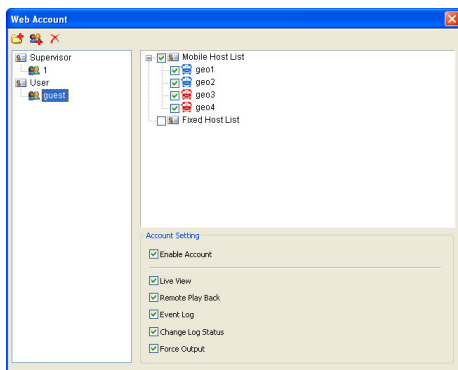 Web Account
Supervisor
1
User
guest
Mobile Host List
geo1
geo2
geo3
geo4
Fixed Host List
Account Setting
Enable Account
Live View
Remote Play Back
Event Log
Change Log Status
Force Output